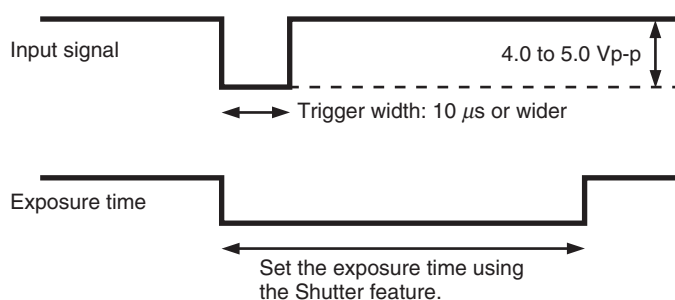 Input signal
4.0 to 5.0 Vp-p
Trigger width: 10 μs or wider
Exposure time
Set the exposure time using
the Shutter feature.